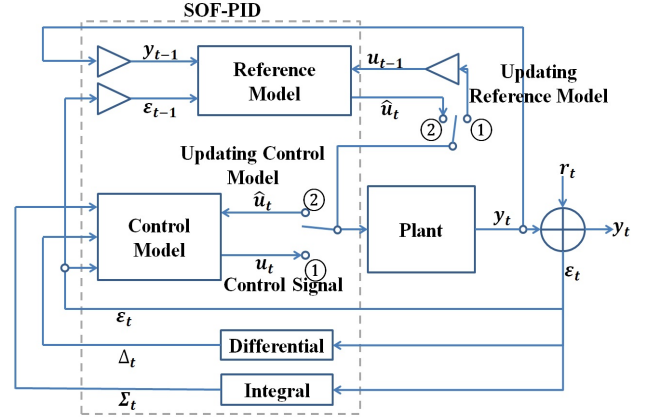 SOF-PID
y_{t-1}
u_{t-1}
Reference
Model
Updating
Reference Model
ε_{t-1}
û_t
②
①
Updating Control
Model
r_t
û_t
②
Control
Model
Plant
y_t
y_t
u_t
①
Control Signal
ε_t
ε_t
Differential
Δ_t
Integral
Σ_t